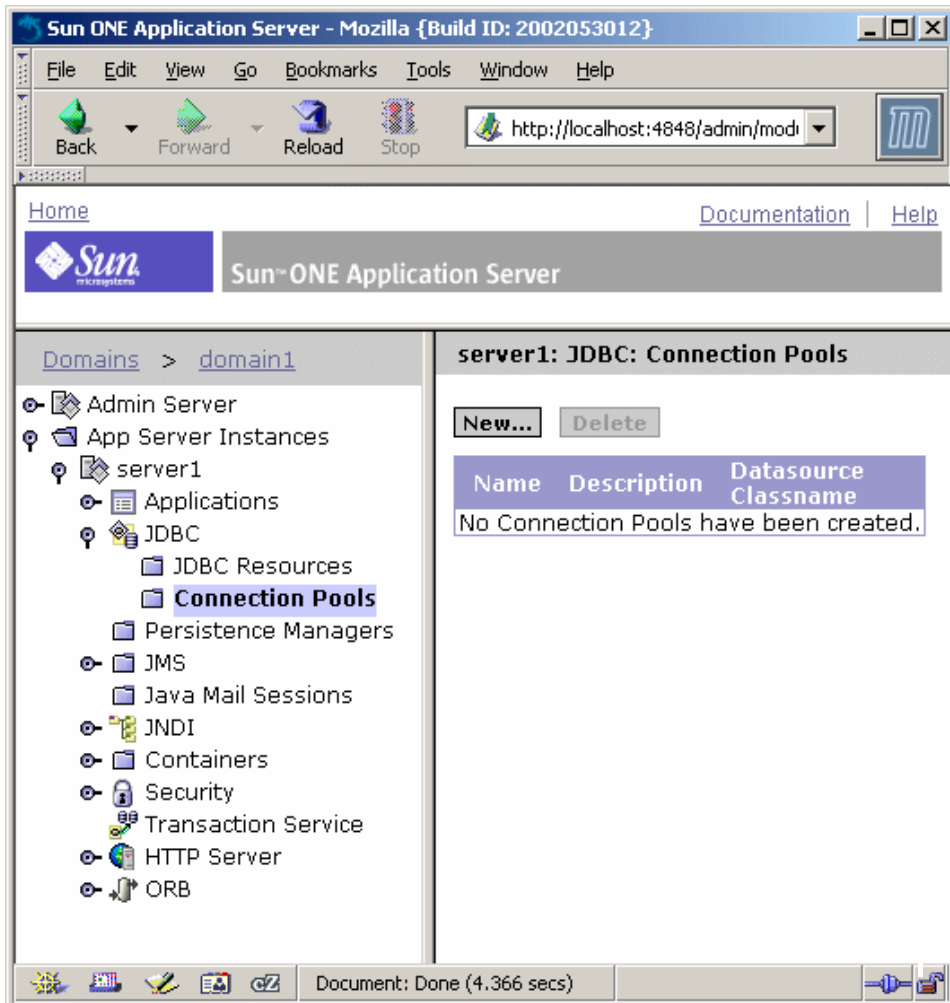 Sun ONE Application Server - Mozilla {Build ID: 2002053012}
File Edit View Go Bookmarks Tools Window Help
Back Forward Reload Stop http://localhost:4848/admin/modu
Home Documentation Help
Sun microsystems Sun™ ONE Application Server
Domains > domain1
Admin Server
App Server Instances
server1
Applications
JDBC
JDBC Resources
Connection Pools
Persistence Managers
JMS
Java Mail Sessions
JNDI
Containers
Security
Transaction Service
HTTP Server
ORB
server1: JDBC: Connection Pools
New... Delete
Name Description Datasource Classname
No Connection Pools have been created.
Document: Done (4.366 secs)